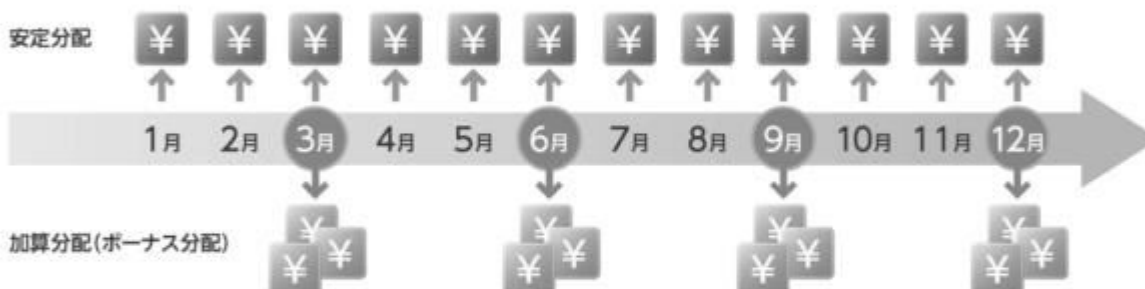 安定分配 ¥ ¥ ¥ ¥ ¥ ¥ ¥ ¥ ¥ ¥ ¥ ¥
1月 2月 3月 4月 5月 6月 7月 8月 9月 10月 11月 12月
¥ ¥ ¥ ¥
加算分配(ボーナス分配) ¥ ¥ ¥ ¥ ¥ ¥ ¥ ¥